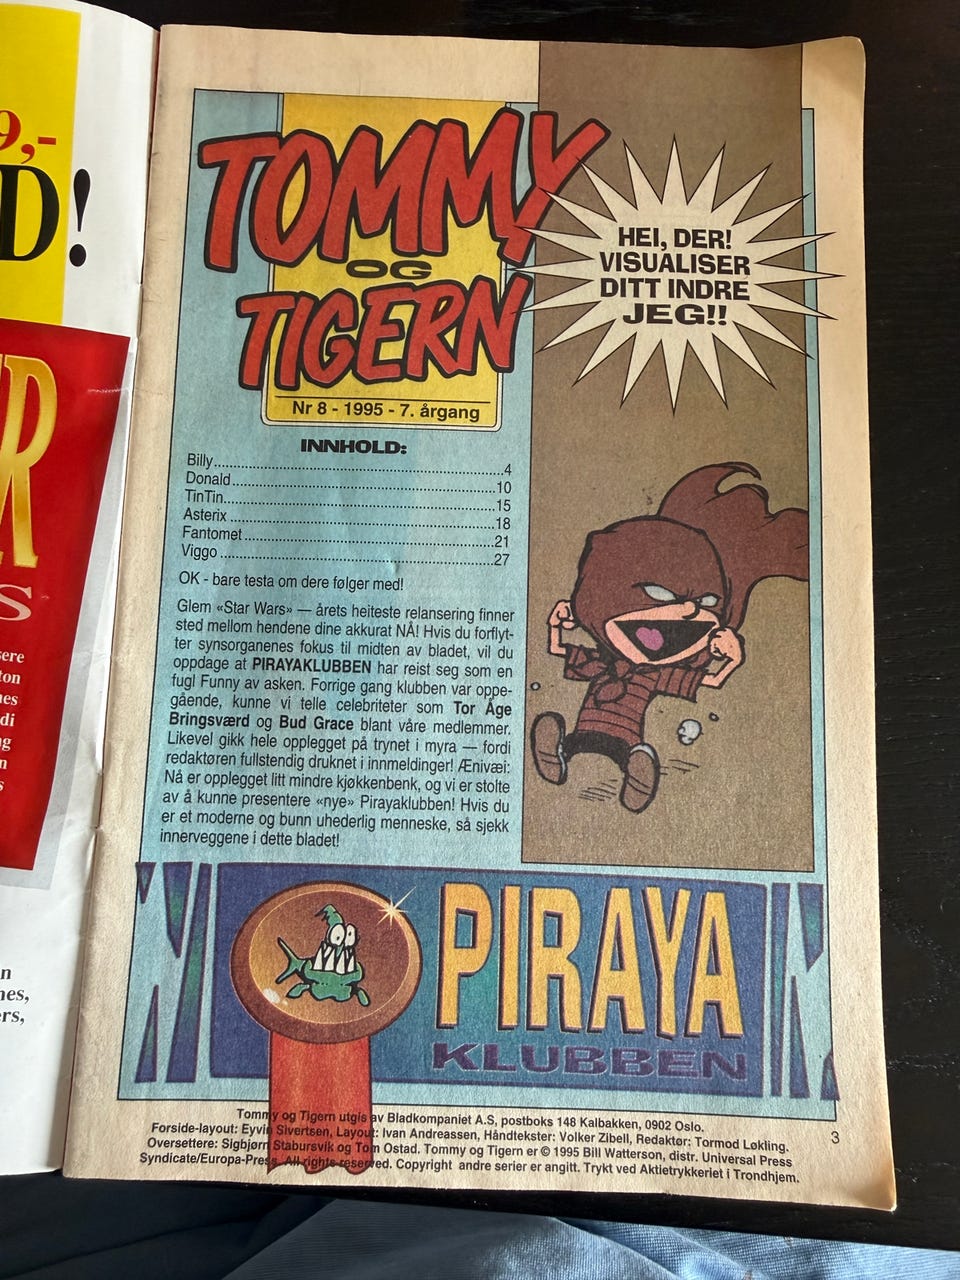 9,-
D!
ER
S
sere
ton
nes
di
ng
n
s
n
nes,
ers,
TOMMY
OG
TIGERN
Nr 8 - 1995 - 7. årgang
HEI, DER!
VISUALISER
DITT INDRE
JEG!!
INNHOLD:
Billy....................4
Donald....................10
TinTin....................15
Asterix....................18
Fantomet....................21
Viggo....................27
OK - bare testa om dere følger med!
Glem «Star Wars» — årets heiteste relansering finner
sted mellom hendene dine akkurat NÅ! Hvis du forflyt-
ter synsorganenes fokus til midten av bladet, vil du
oppdage at PIRAYAKLUBBEN har reist seg som en
fugl Funny av asken. Forrige gang klubben var oppe-
gående, kunne vi telle celebriteter som Tor Åge
Bringsværd og Bud Grace blant våre medlemmer.
Likevel gikk hele opplegget på trynet i myra — fordi
redaktøren fullstendig druknet i innmeldinger! Ænivæi:
Nå er opplegget litt mindre kjøkkenbenk, og vi er stolte
av å kunne presentere «nye» Pirayaklubben! Hvis du
er et moderne og bunn uhederlig menneske, så sjekk
innerveggene i dette bladet!
PIRAYA
KLUBBEN
Tommy og Tigern utgis av Bladkompaniet A.S, postboks 148 Kalbakken, 0902 Oslo.
Forside-layout: Eyvin Sivertsen, Layout: Ivan Andreassen, Håndtekster: Volker Zibell, Redaktør: Tormod Løkling.
Oversettere: Sigbjørn Stabursvik og Tom Ostad. Tommy og Tigern er © 1995 Bill Watterson, distr. Universal Press
Syndicate/Europa-Press. All rights reserved. Copyright andre serier er angitt. Trykt ved Aktietrykkeriet i Trondhjem.
3